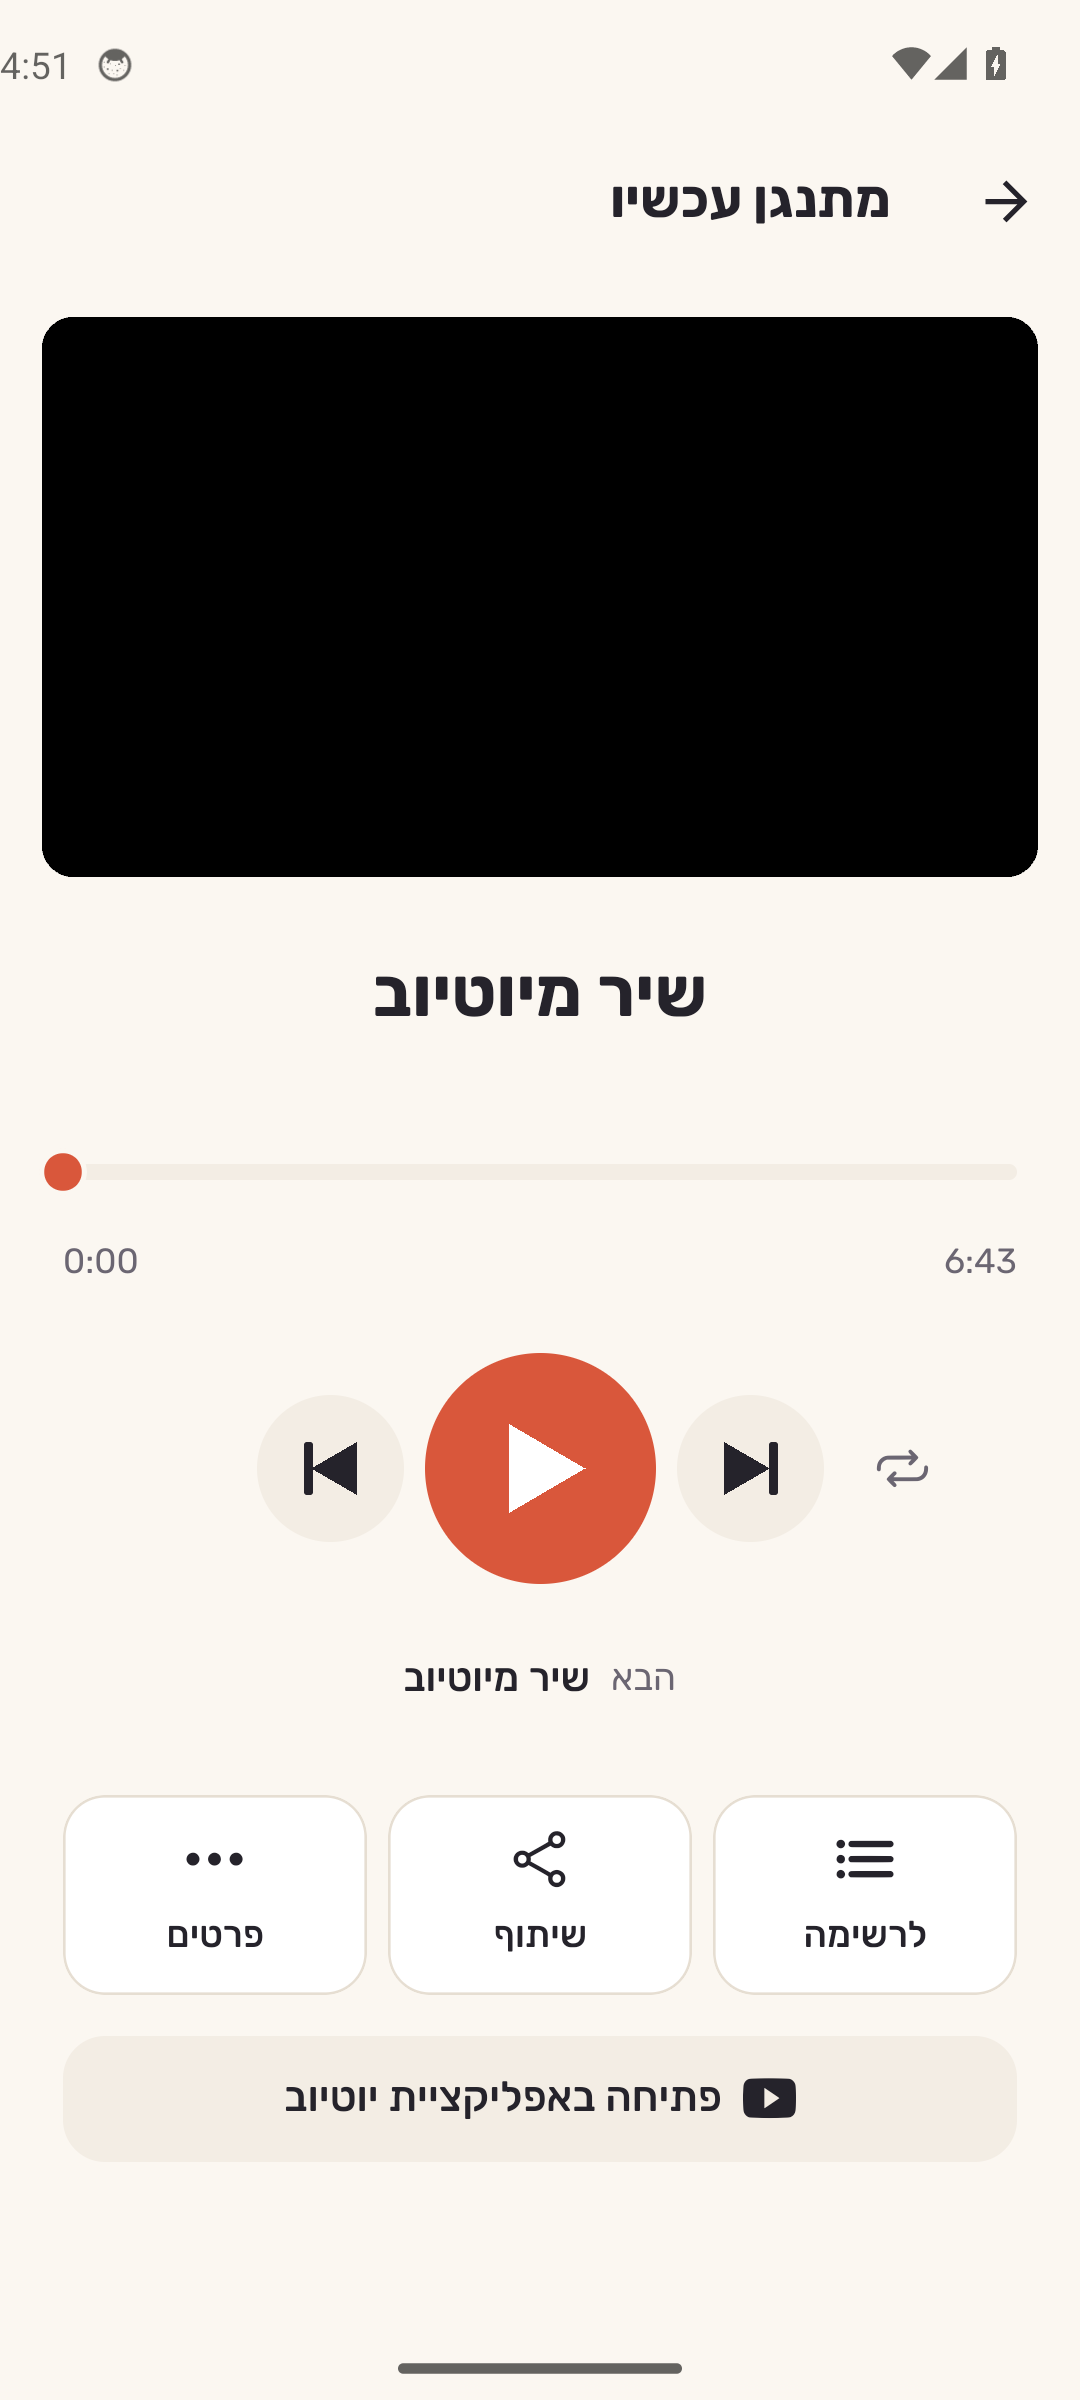 4:51
מתנגן עכשיו
שיר מיוטיוב
0:00 6:43
הבא שיר מיוטיוב
לרשימה שיתוף פרטים
פתיחה באפליקציית יוטיוב